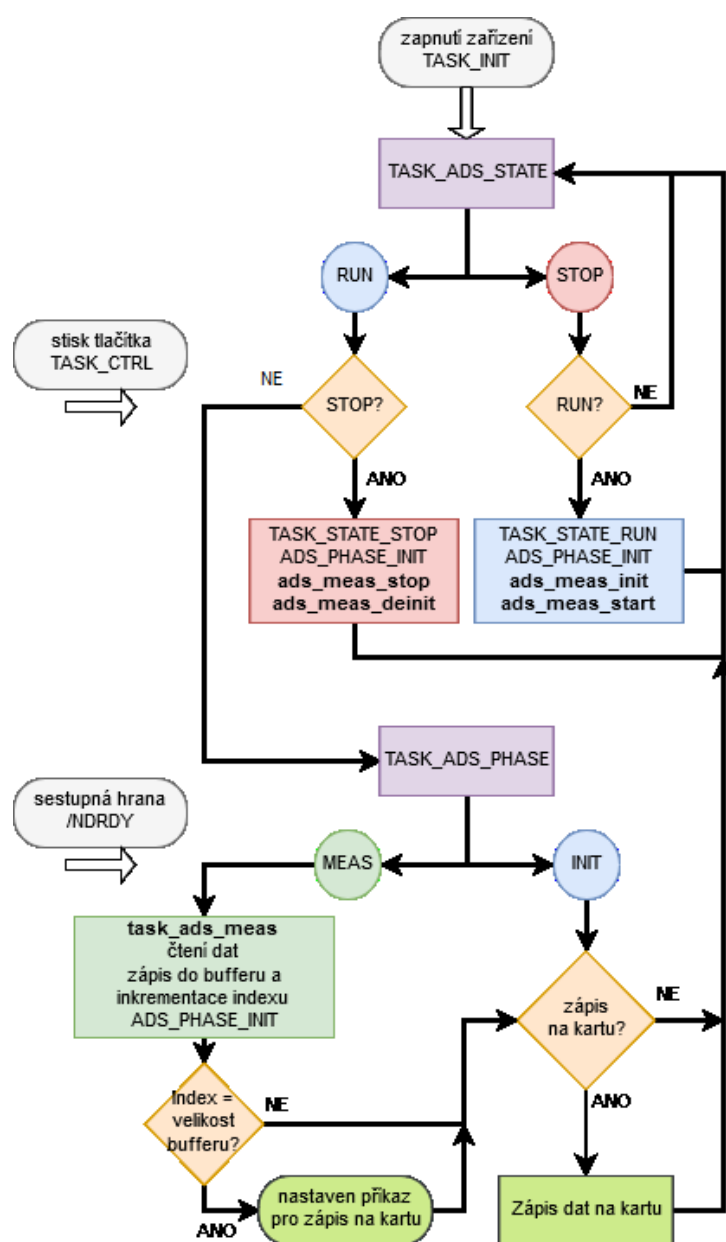 zapnutí zařízení
TASK_INIT
TASK_ADS_STATE
RUN
STOP
stisk tlačítka
TASK_CTRL
NE
STOP?
RUN?
NE
ANO
ANO
TASK_STATE_STOP
ADS_PHASE_INIT
ads_meas_stop
ads_meas_deinit
TASK_STATE_RUN
ADS_PHASE_INIT
ads_meas_init
ads_meas_start
TASK_ADS_PHASE
sestupná hrana
/NDRDY
MEAS
INIT
task_ads_meas
čtení dat
zápis do bufferu a
inkrementace indexu
ADS_PHASE_INIT
zápis
na kartu?
NE
ANO
Index =
velikost
bufferu?
NE
ANO
nastaven příkaz
pro zápis na kartu
Zápis dat na kartu